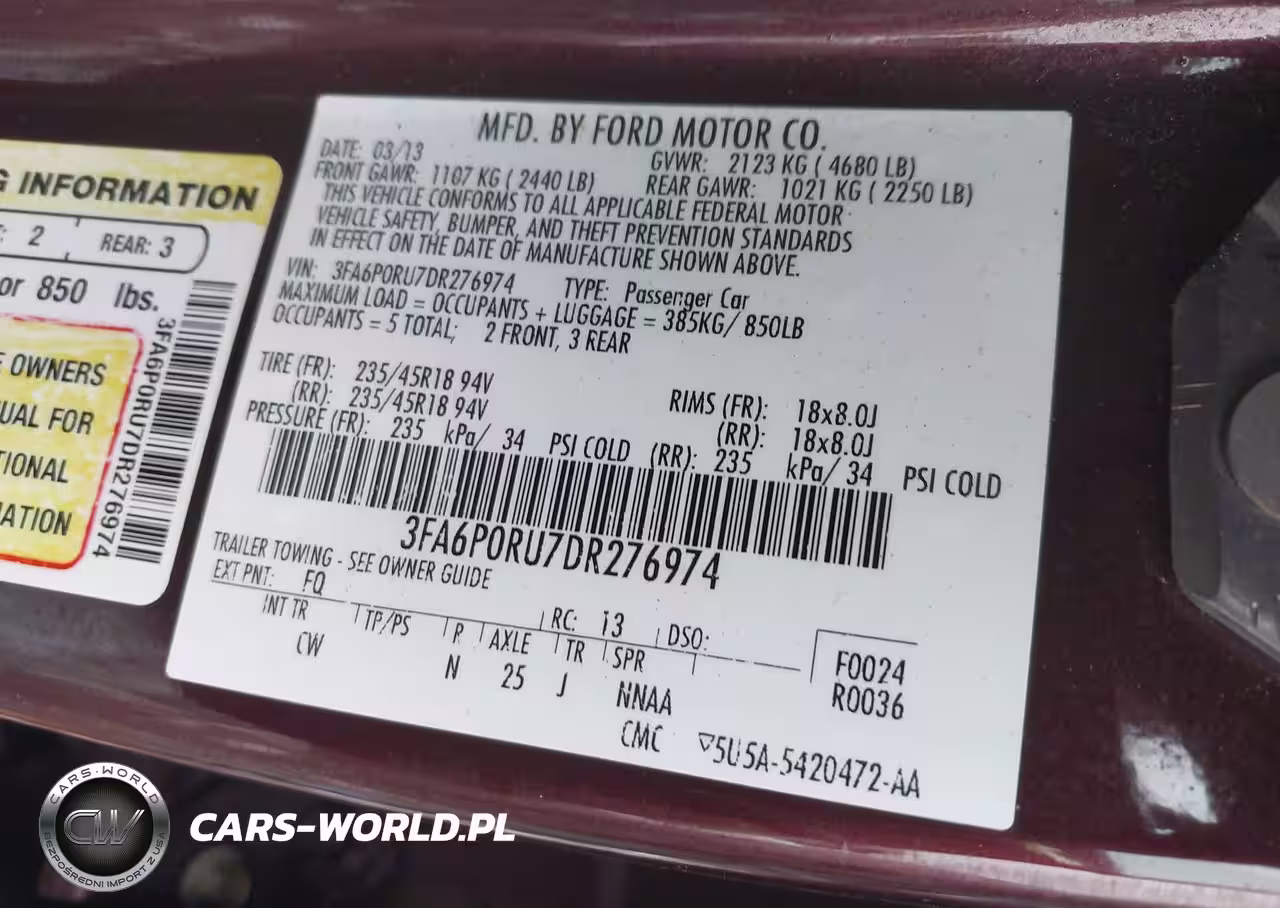 G INFORMATION
: 2
REAR: 3
or 850 lbs.
E OWNERS
UAL FOR
TIONAL
MATION
3FA6P0RU7DR276974
MFD. BY FORD MOTOR CO.
DATE: 03/13
GVWR: 2123 KG ( 4680 LB)
FRONT GAWR: 1107 KG ( 2440 LB)
REAR GAWR: 1021 KG ( 2250 LB)
THIS VEHICLE CONFORMS TO ALL APPLICABLE FEDERAL MOTOR
VEHICLE SAFETY, BUMPER, AND THEFT PREVENTION STANDARDS
IN EFFECT ON THE DATE OF MANUFACTURE SHOWN ABOVE.
VIN: 3FA6P0RU7DR276974 TYPE: Passenger Car
MAXIMUM LOAD = OCCUPANTS + LUGGAGE = 385KG/ 850LB
OCCUPANTS = 5 TOTAL; 2 FRONT, 3 REAR
TIRE (FR): 235/45R18 94V
RIMS (FR): 18x8.0J
(RR): 235/45R18 94V
(RR): 18x8.0J
PRESSURE (FR): 235 kPa/ 34 PSI COLD (RR): 235 kPa/ 34 PSI COLD
3FA6P0RU7DR276974
TRAILER TOWING - SEE OWNER GUIDE
EXT PNT: FQ
RC: 13
DSO:
INT TR TP/PS R AXLE TR SPR
CW N 25 J NNAA
F0024
R0036
CMC ▽5U5A-5420472-AA
CARS-WORLD
CW
BEZPOŚREDNI IMPORT Z USA
CARS-WORLD.PL